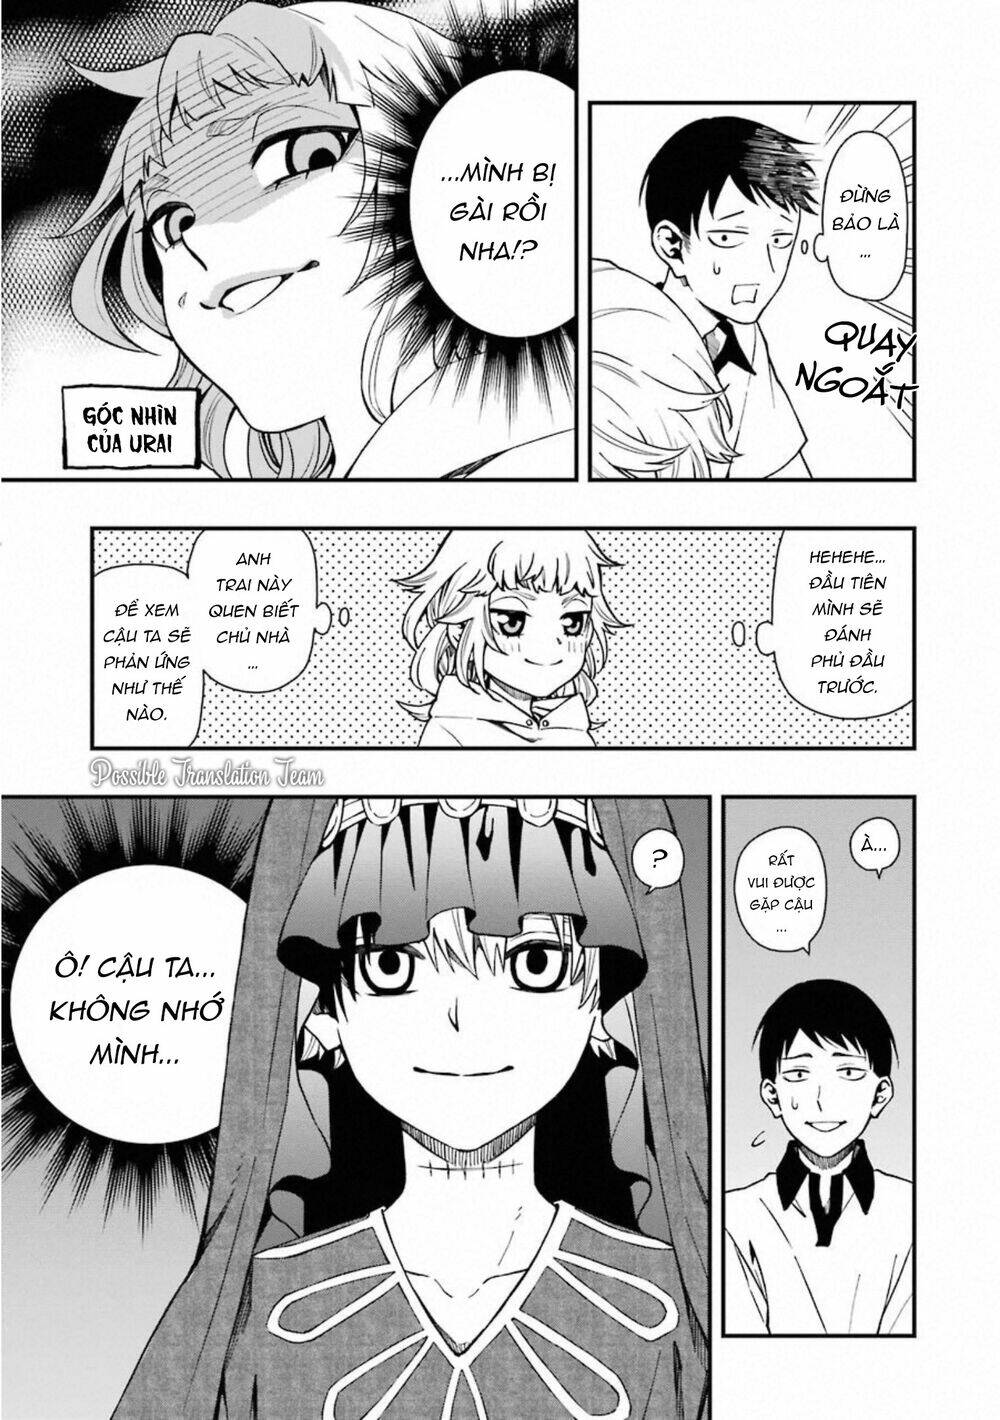 ĐỪNG
BẢO LÀ
...
QUAY
NGOẮT
...MÌNH BỊ
GÀI RỒI
NHA!?
GÓC NHÌN
CỦA URAI
HEHEHE...
ĐẦU TIÊN
MÌNH SẼ
ĐÁNH
PHỦ ĐẦU
TRƯỚC.
ANH
TRAI NÀY
QUEN BIẾT
CHỦ NHÀ
...
ĐỂ XEM
CẬU TA SẼ
PHẢN ỨNG
NHƯ THẾ
NÀO.
Possible Translation Team
À...
RẤT
VUI ĐƯỢC
GẶP CẬU
...
?
Ô! CẬU TA...
KHÔNG NHỚ
MÌNH...